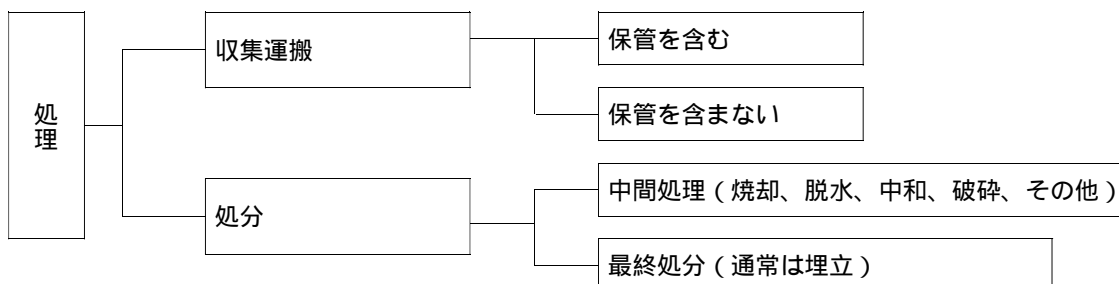 処理
収集運搬
保管を含む
保管を含まない
処分
中間処理（焼却、脱水、中和、破砕、その他）
最終処分（通常は埋立）